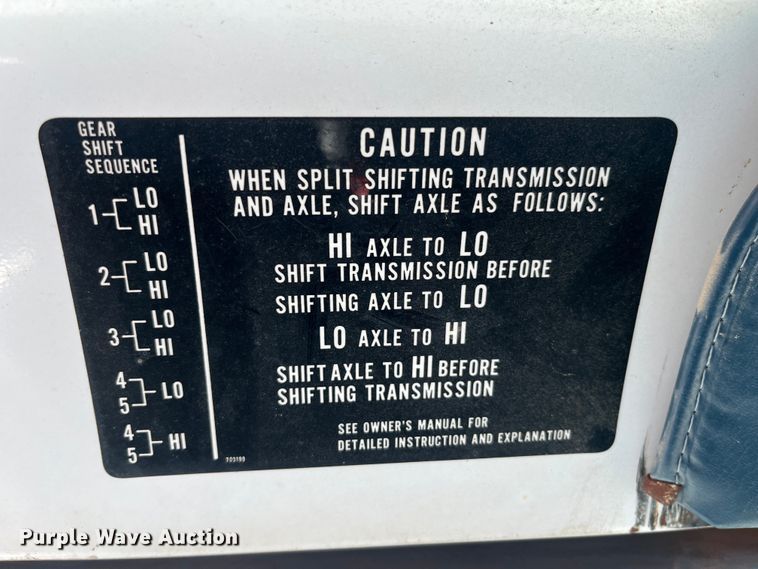 GEAR
SHIFT
SEQUENCE
1 LO
HI
2 LO
HI
3 LO
HI
4
5 LO
4
5 HI
CAUTION
WHEN SPLIT SHIFTING TRANSMISSION
AND AXLE, SHIFT AXLE AS FOLLOWS:
HI AXLE TO LO
SHIFT TRANSMISSION BEFORE
SHIFTING AXLE TO LO
LO AXLE TO HI
SHIFT AXLE TO HI BEFORE
SHIFTING TRANSMISSION
SEE OWNER'S MANUAL FOR
DETAILED INSTRUCTION AND EXPLANATION
Purple Wave Auction